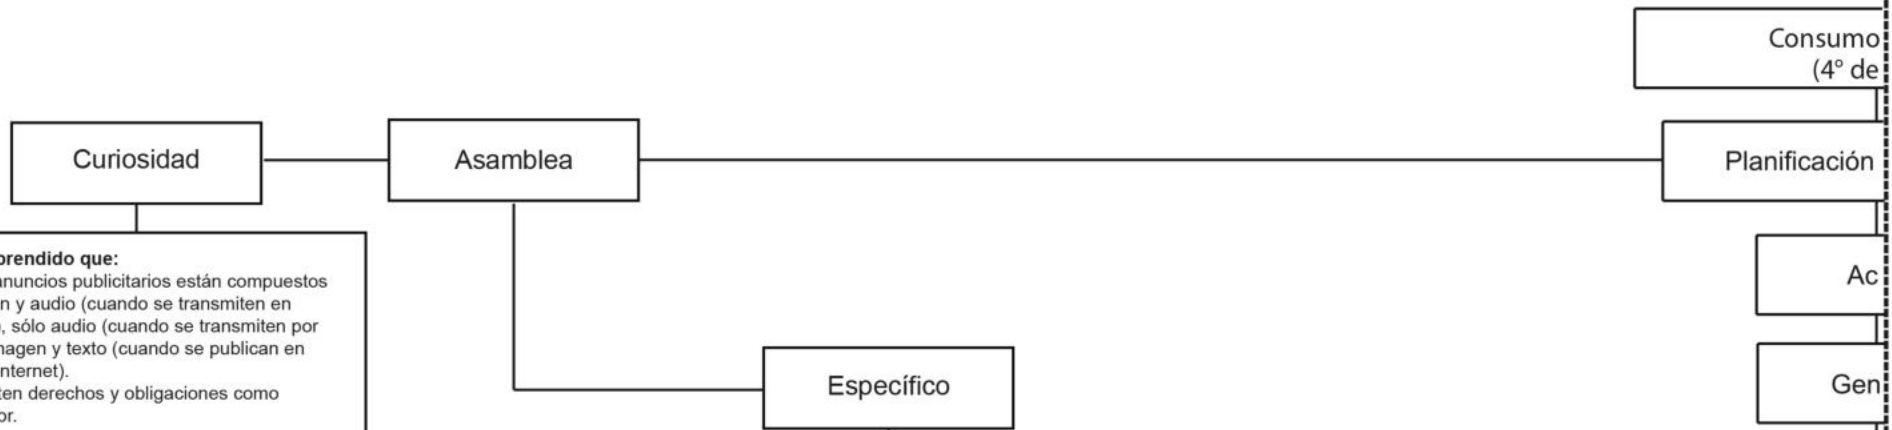 Consumo
(4º de
Curiosidad
Asamblea
Planificación
prendido que:
anuncios publicitarios están compuestos
n y audio (cuando se transmiten en
, sólo audio (cuando se transmiten por
nagen y texto (cuando se publican en
nternet).
ten derechos y obligaciones como
or.
Ac
Específico
Gen